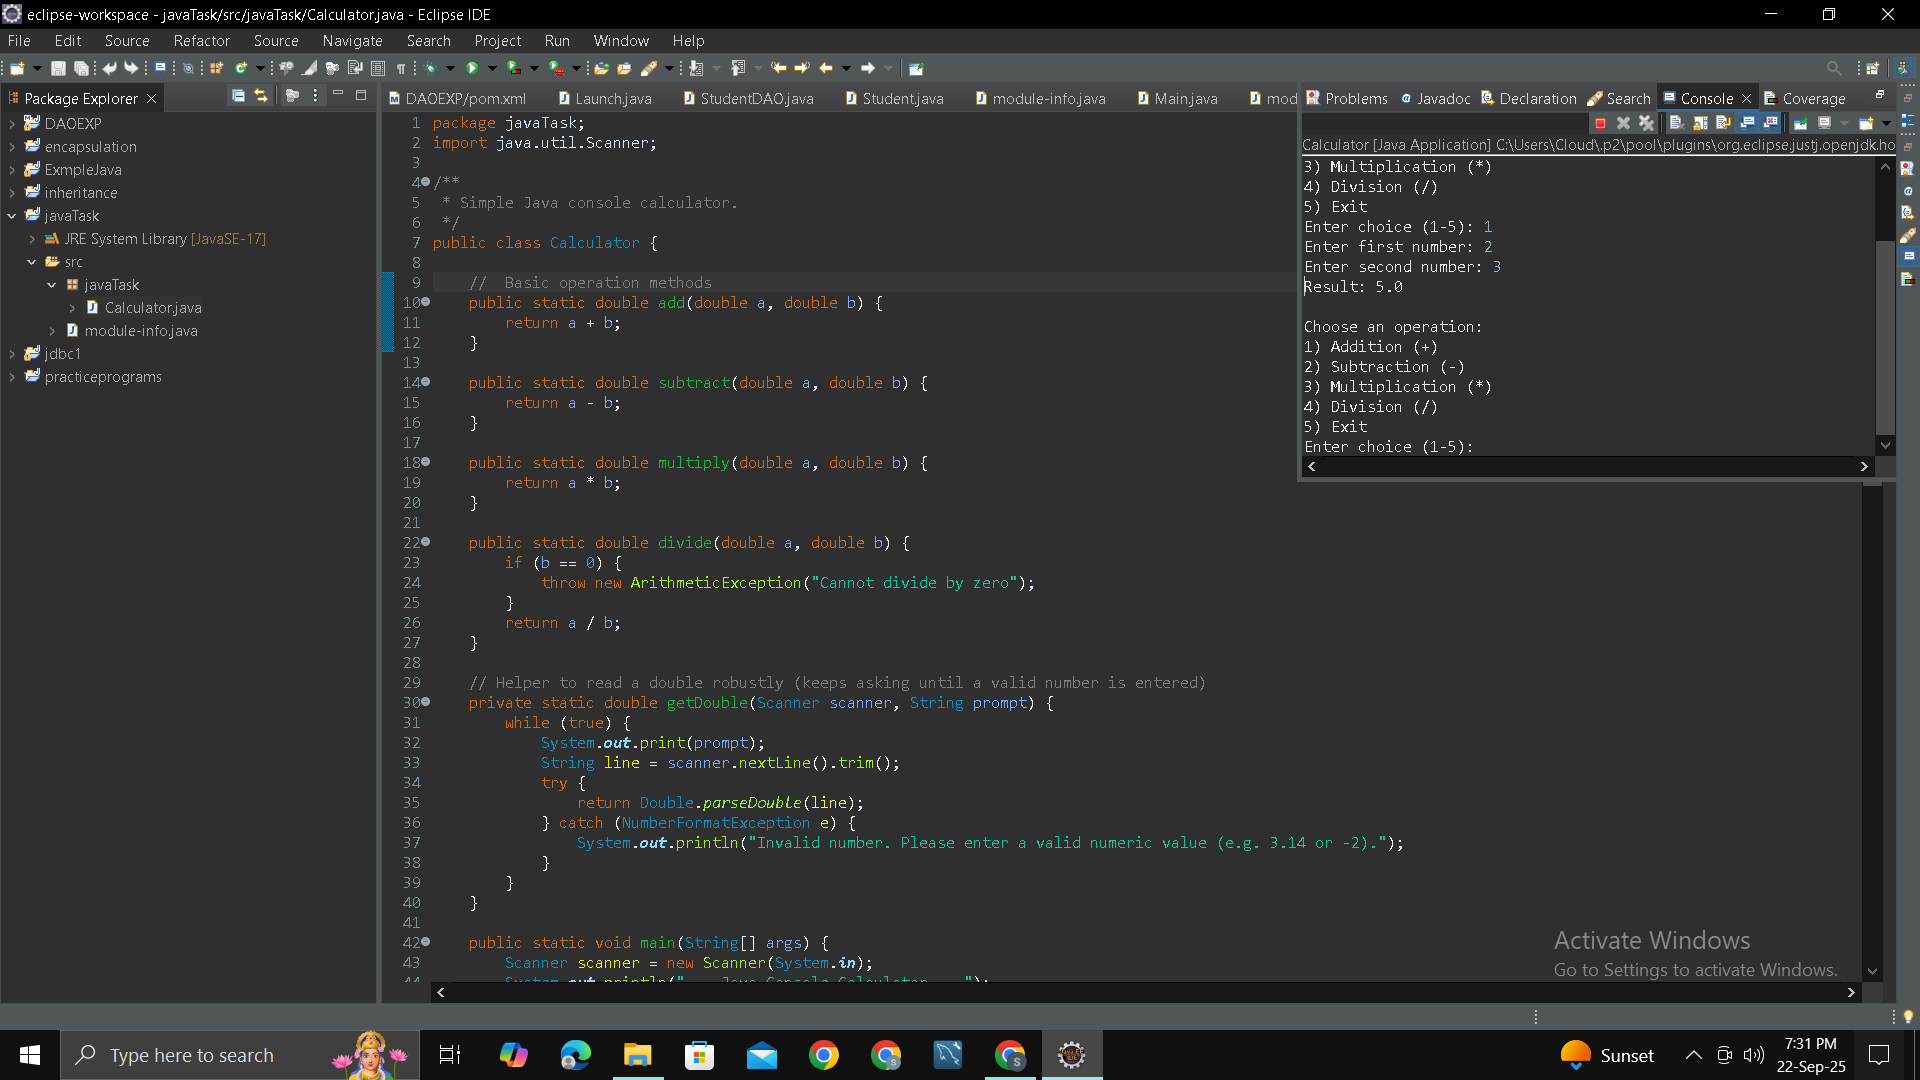 eclipse-workspace - javaTask/src/javaTask/Calculator.java - Eclipse IDE
File Edit Source Refactor Source Navigate Search Project Run Window Help
Package Explorer
DAOEXP
encapsulation
ExmpleJava
inheritance
javaTask
JRE System Library [JavaSE-17]
src
javaTask
Calculator.java
module-info.java
jdbc1
practiceprograms
DAOEXP/pom.xml Launch.java StudentDAO.java Student.java module-info.java Main.java mod
1 package javaTask;
2 import java.util.Scanner;
3
4 /**
5 * Simple Java console calculator.
6 */
7 public class Calculator {
8
9 // Basic operation methods
10 public static double add(double a, double b) {
11 return a + b;
12 }
13
14 public static double subtract(double a, double b) {
15 return a - b;
16 }
17
18 public static double multiply(double a, double b) {
19 return a * b;
20 }
21
22 public static double divide(double a, double b) {
23 if (b == 0) {
24 throw new ArithmeticException("Cannot divide by zero");
25 }
26 return a / b;
27 }
28
29 // Helper to read a double robustly (keeps asking until a valid number is entered)
30 private static double getDouble(Scanner scanner, String prompt) {
31 while (true) {
32 System.out.print(prompt);
33 String line = scanner.nextLine().trim();
34 try {
35 return Double.parseDouble(line);
36 } catch (NumberFormatException e) {
37 System.out.println("Invalid number. Please enter a valid numeric value (e.g. 3.14 or -2).");
38 }
39 }
40 }
41
42 public static void main(String[] args) {
43 Scanner scanner = new Scanner(System.in);
Problems Javadoc Declaration Search Console Coverage
Calculator [Java Application] C:\Users\Cloud\.p2\pool\plugins\org.eclipse.justj.openjdk.ho
3) Multiplication (*)
4) Division (/)
5) Exit
Enter choice (1-5): 1
Enter first number: 2
Enter second number: 3
Result: 5.0
Choose an operation:
1) Addition (+)
2) Subtraction (-)
3) Multiplication (*)
4) Division (/)
5) Exit
Enter choice (1-5):
Activate Windows
Go to Settings to activate Windows.
Type here to search
Sunset
7:31 PM
22-Sep-25